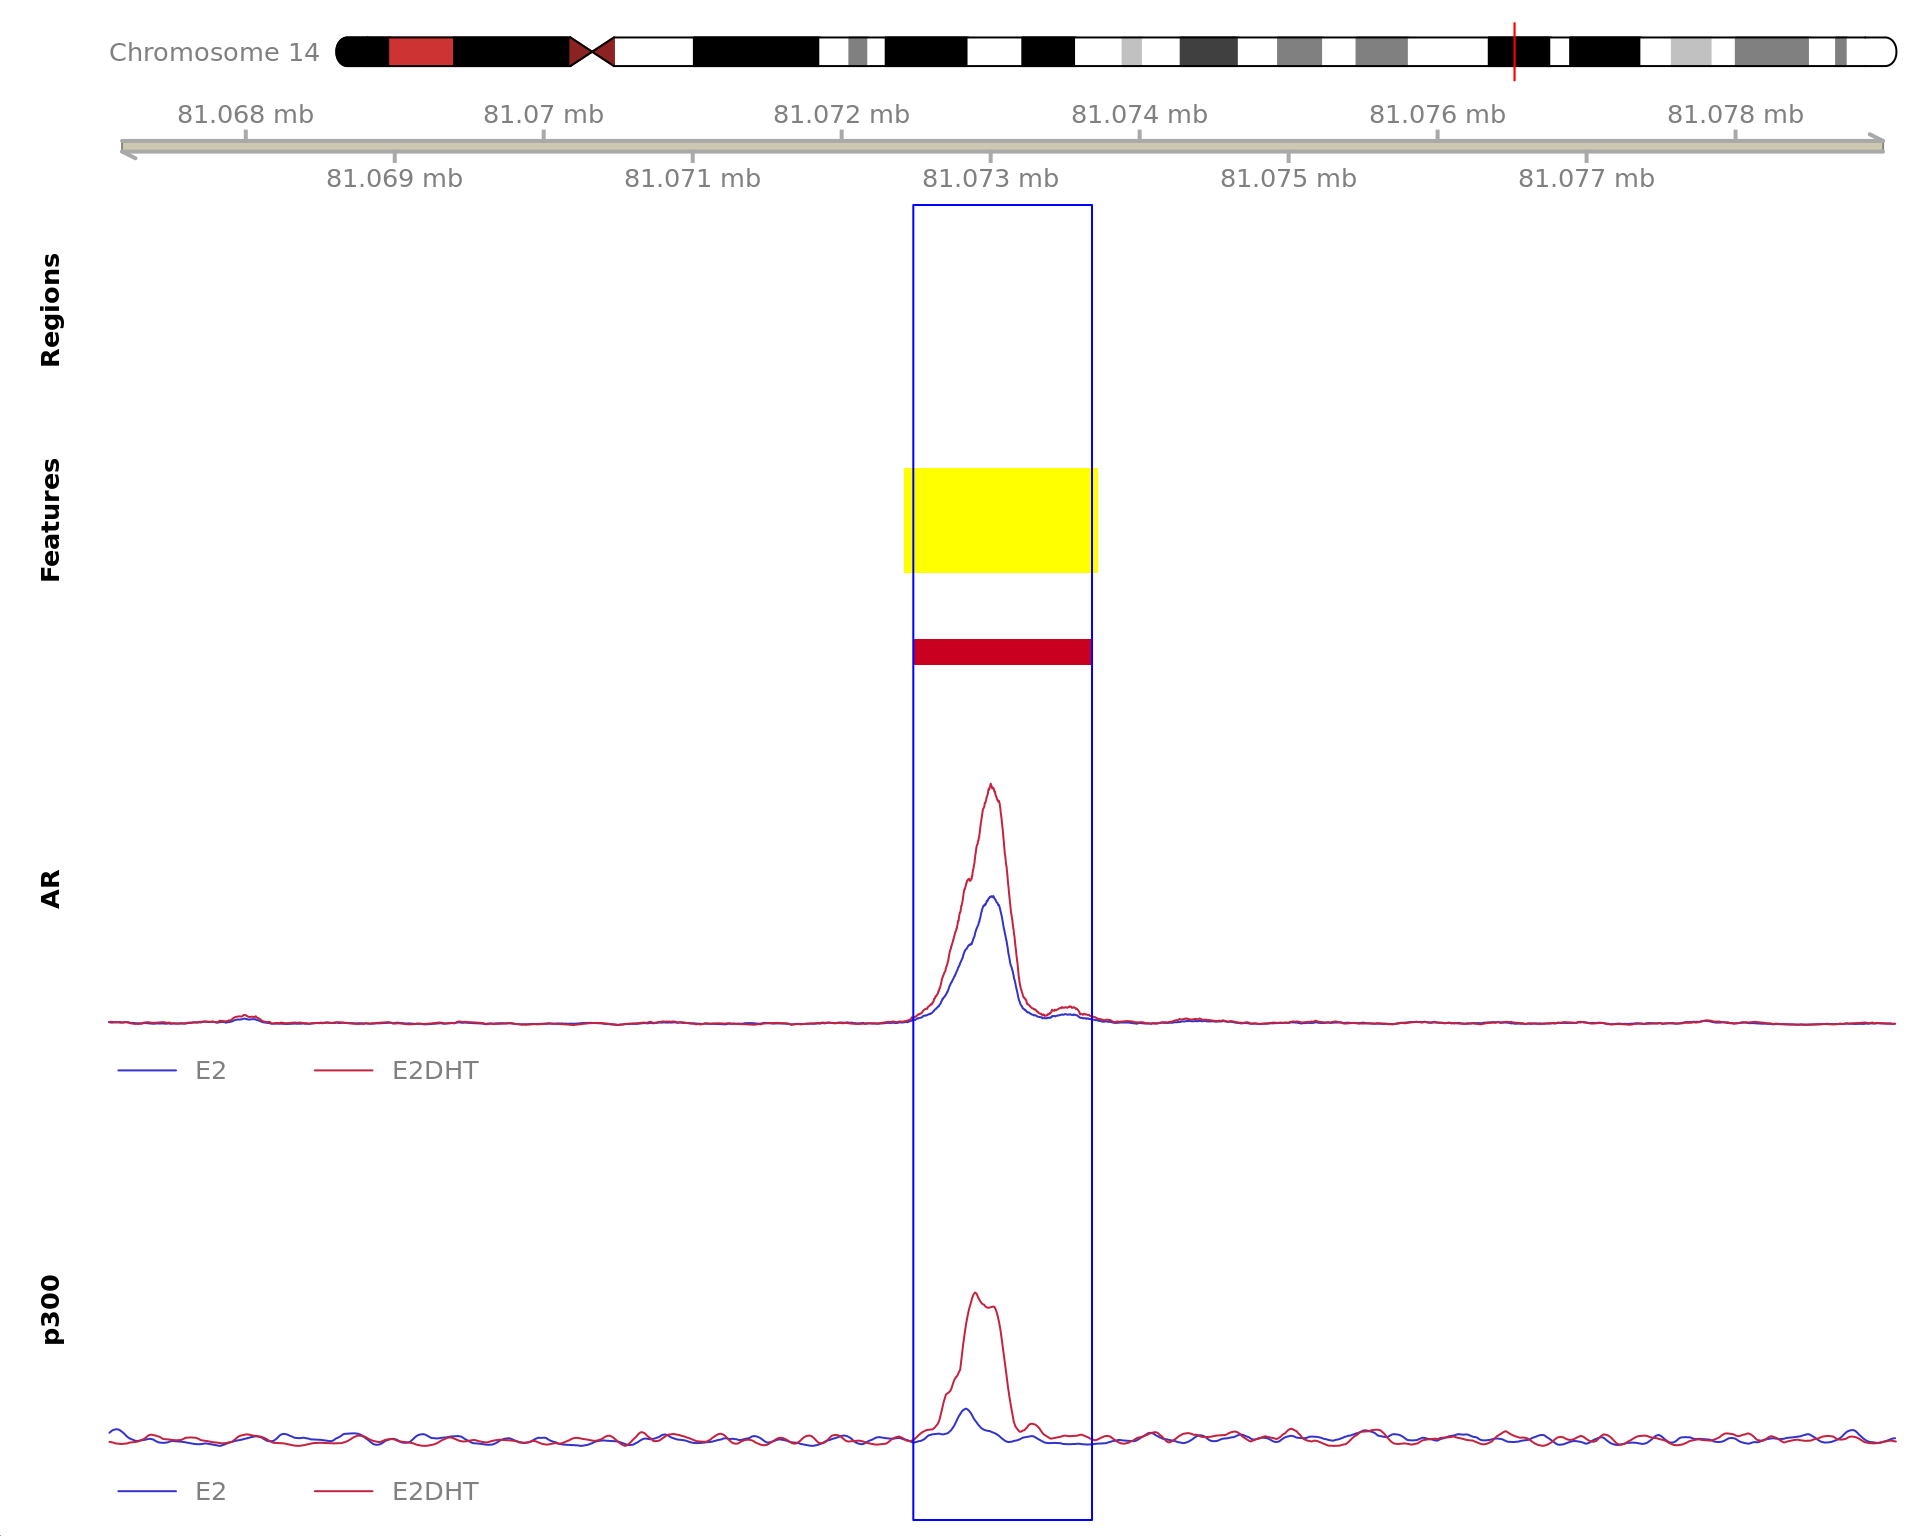 Chromosome 14
81.068 mb 81.07 mb 81.072 mb 81.074 mb 81.076 mb 81.078 mb
81.069 mb 81.071 mb 81.073 mb 81.075 mb 81.077 mb
Regions
Features
AR
E2 E2DHT
p300
E2 E2DHT